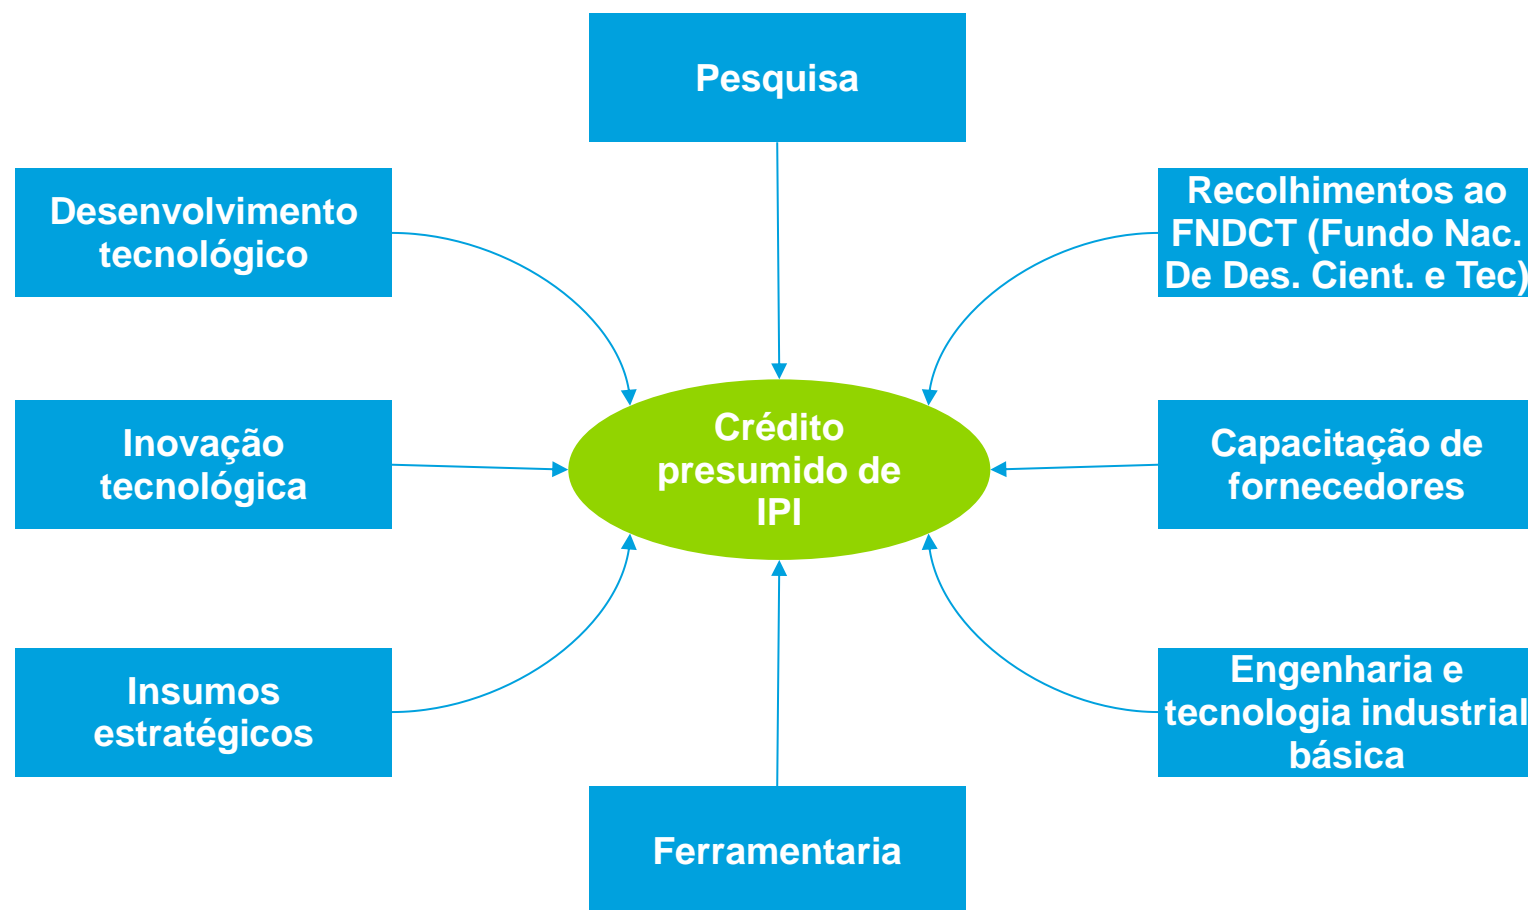 Pesquisa
Desenvolvimento
tecnológico
Recolhimentos ao
FNDCT (Fundo Nac.
De Des. Cient. e Tec)
Inovação
tecnológica
Crédito
presumido de
IPI
Capacitação de
fornecedores
Insumos
estratégicos
Engenharia e
tecnologia industrial
básica
Ferramentaria